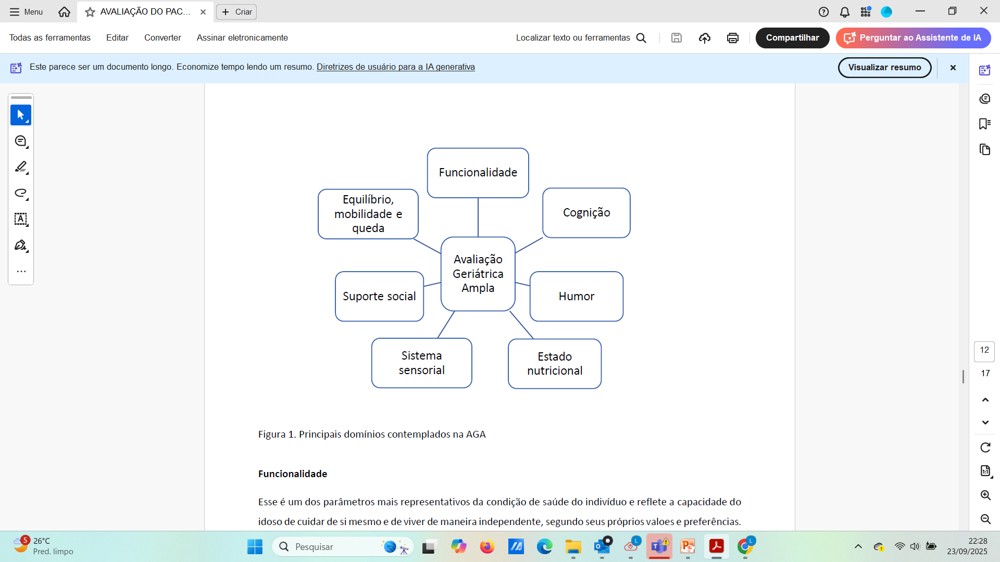 Menu
AVALIAÇÃO DO PAC...
Criar
Todas as ferramentas
Editar
Converter
Assinar eletronicamente
Localizar texto ou ferramentas
Compartilhar
Perguntar ao Assistente de IA
Este parece ser um documento longo. Economize tempo lendo um resumo. Diretrizes de usuário para a IA generativa
Visualizar resumo
Funcionalidade
Equilíbrio,
mobilidade e
queda
Cognição
Avaliação
Geriátrica
Ampla
Suporte social
Humor
Sistema
sensorial
Estado
nutricional
12
17
Figura 1. Principais domínios contemplados na AGA
Funcionalidade
Esse é um dos parâmetros mais representativos da condição de saúde do indivíduo e reflete a capacidade do
idoso de cuidar de si mesmo e de viver de maneira independente, segundo seus próprios valoes e preferências.
5
26°C
Pred. limpo
Pesquisar
22:28
23/09/2025